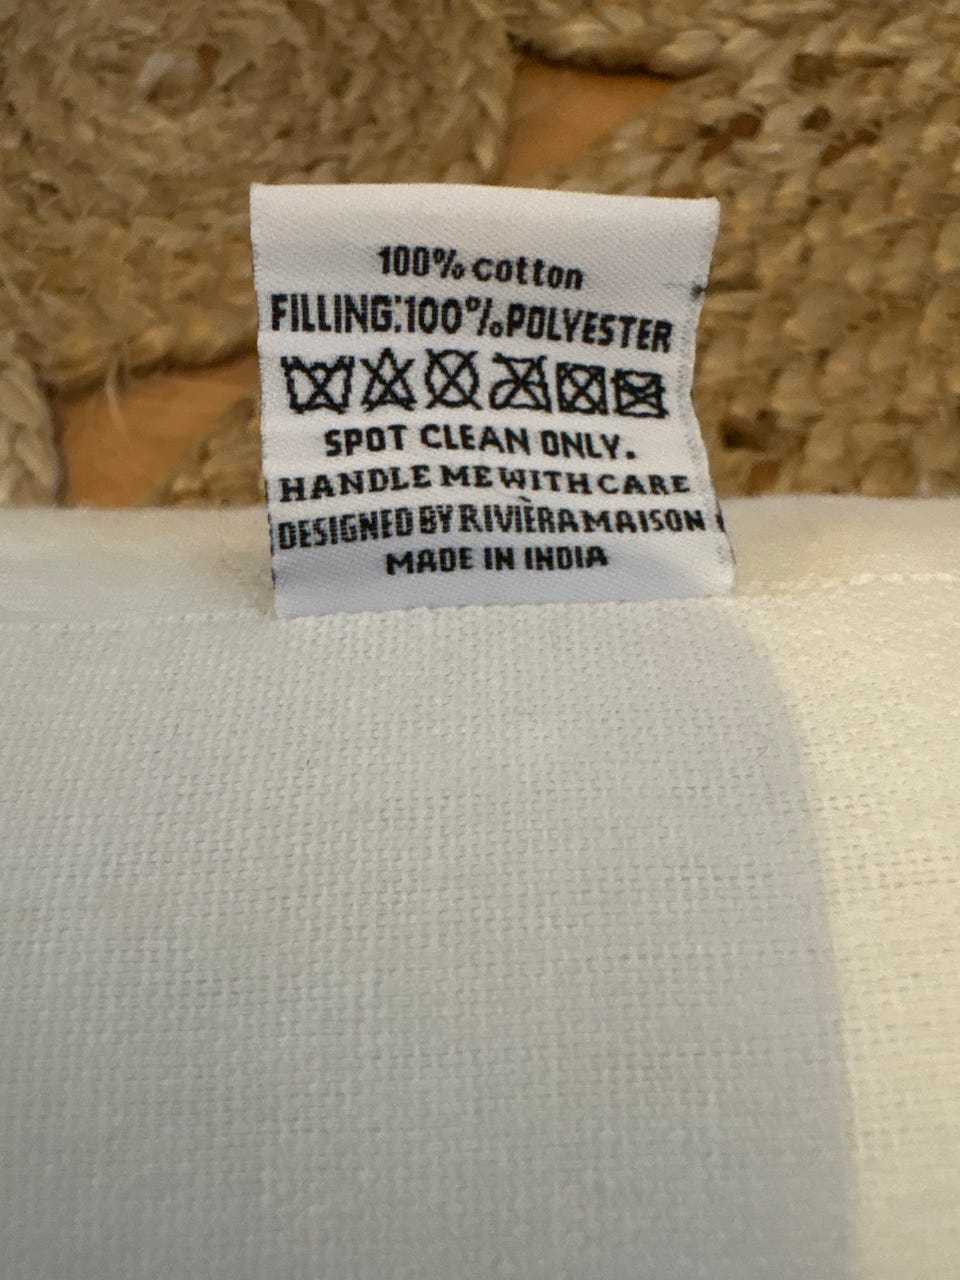 100% cotton
FILLING:100%POLYESTER
SPOT CLEAN ONLY.
HANDLE ME WITH CARE
DESIGNED BY RIVIÈRA MAISON
MADE IN INDIA